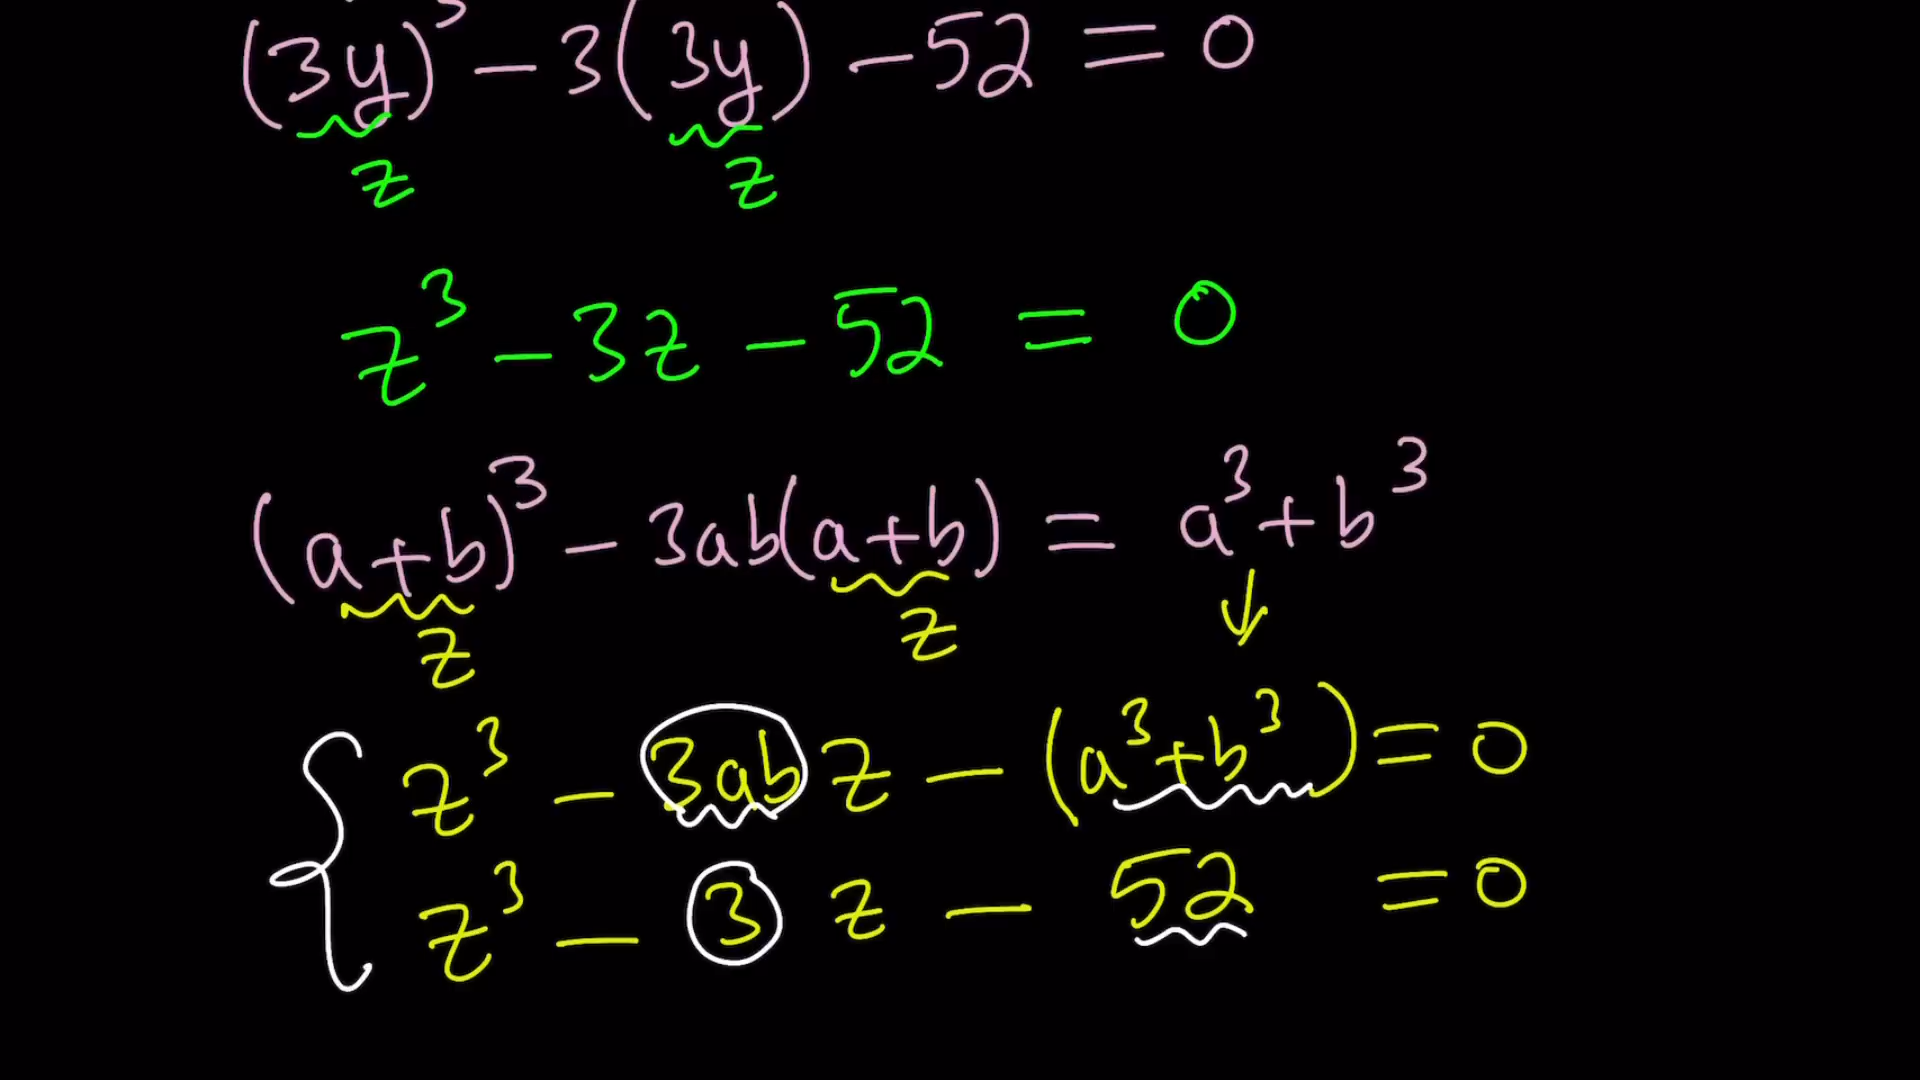 (3y)³ − 3(3y) − 52 = 0
z z
z³ − 3z − 52 = 0
(a+b)³ − 3ab(a+b) = a³ + b³
z z ↓
z³ − 3ab z − (a³+b³) = 0
z³ − 3 z − 52 = 0